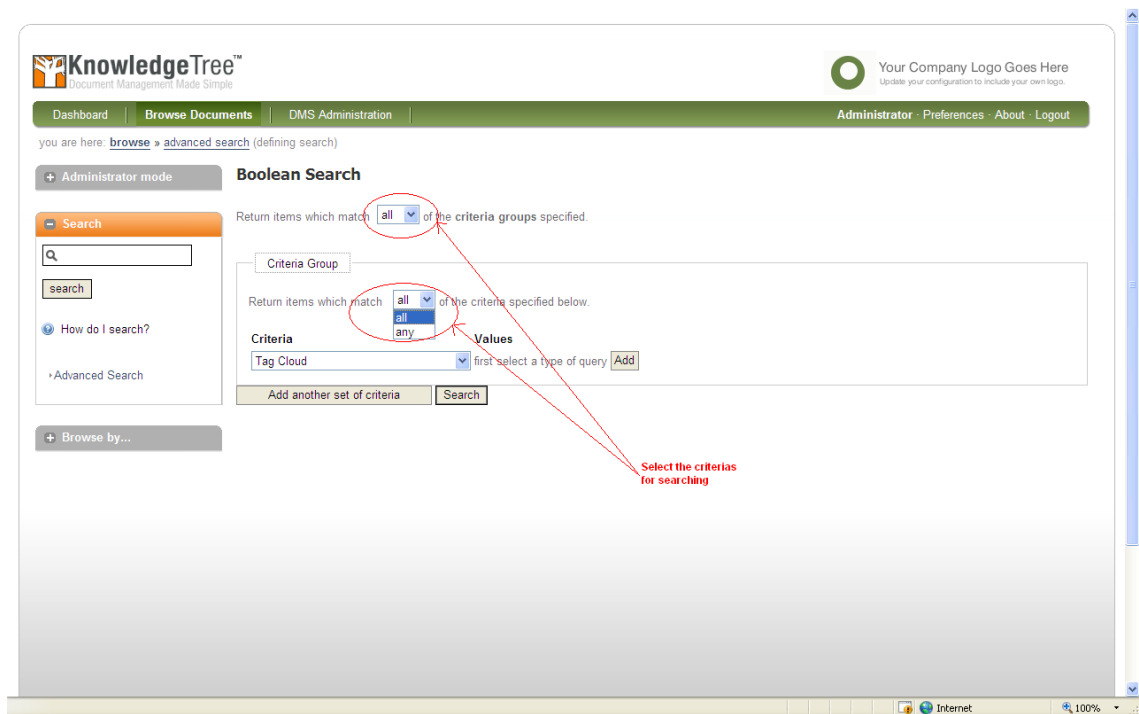 KnowledgeTree™
Document Management Made Simple
Your Company Logo Goes Here
Update your configuration to include your own logo.
Dashboard Browse Documents DMS Administration Administrator · Preferences · About · Logout
you are here: browse » advanced search (defining search)
Administrator mode
Boolean Search
Search
Return items which match all of the criteria groups specified.
Criteria Group
search
Return items which match all of the criteria specified below.
all
any
How do I search?
Criteria Values
Tag Cloud first select a type of query Add
Advanced Search
Add another set of criteria Search
Browse by...
Select the criterias
for searching
Internet 100%